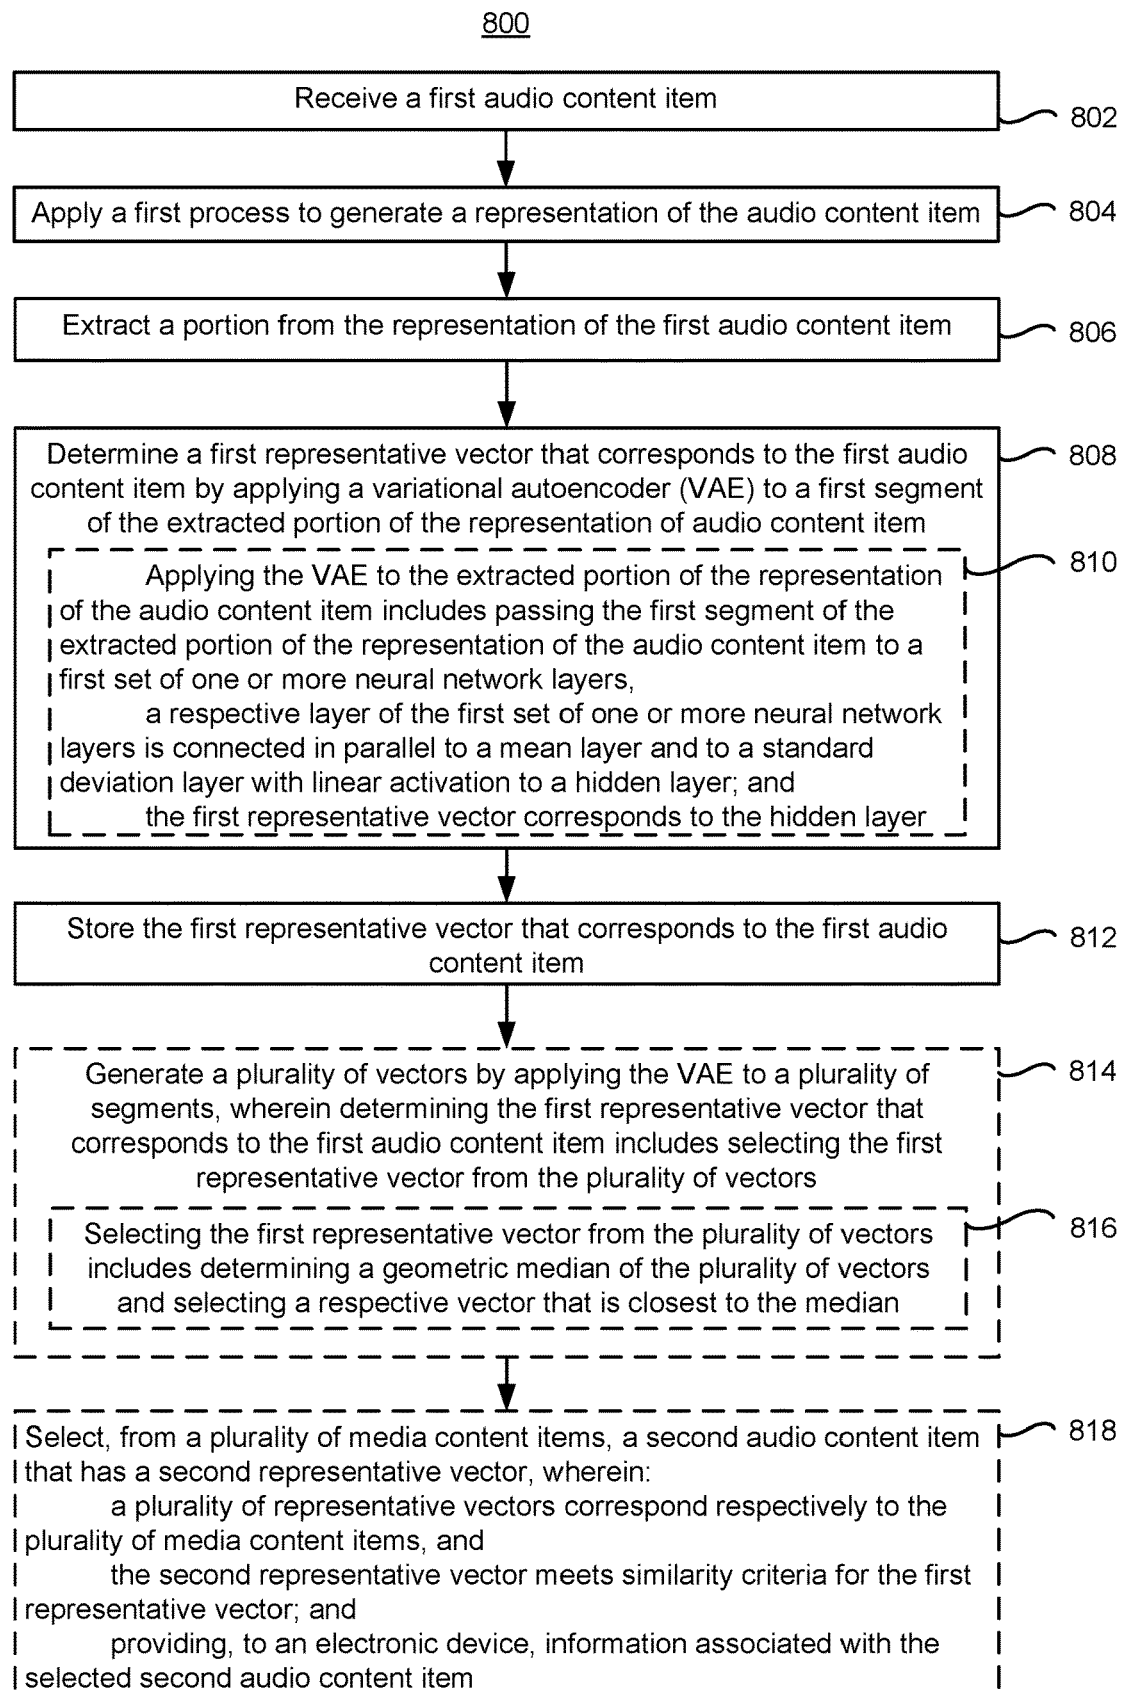 800
Receive a first audio content item
802
Apply a first process to generate a representation of the audio content item
804
Extract a portion from the representation of the first audio content item
806
Determine a first representative vector that corresponds to the first audio
content item by applying a variational autoencoder (VAE) to a first segment
of the extracted portion of the representation of audio content item
808
Applying the VAE to the extracted portion of the representation
of the audio content item includes passing the first segment of the
extracted portion of the representation of the audio content item to a
first set of one or more neural network layers,
a respective layer of the first set of one or more neural network
layers is connected in parallel to a mean layer and to a standard
deviation layer with linear activation to a hidden layer; and
the first representative vector corresponds to the hidden layer
810
Store the first representative vector that corresponds to the first audio
content item
812
Generate a plurality of vectors by applying the VAE to a plurality of
segments, wherein determining the first representative vector that
corresponds to the first audio content item includes selecting the first
representative vector from the plurality of vectors
814
Selecting the first representative vector from the plurality of vectors
includes determining a geometric median of the plurality of vectors
and selecting a respective vector that is closest to the median
816
Select, from a plurality of media content items, a second audio content item
that has a second representative vector, wherein:
a plurality of representative vectors correspond respectively to the
plurality of media content items, and
the second representative vector meets similarity criteria for the first
representative vector; and
providing, to an electronic device, information associated with the
selected second audio content item
818